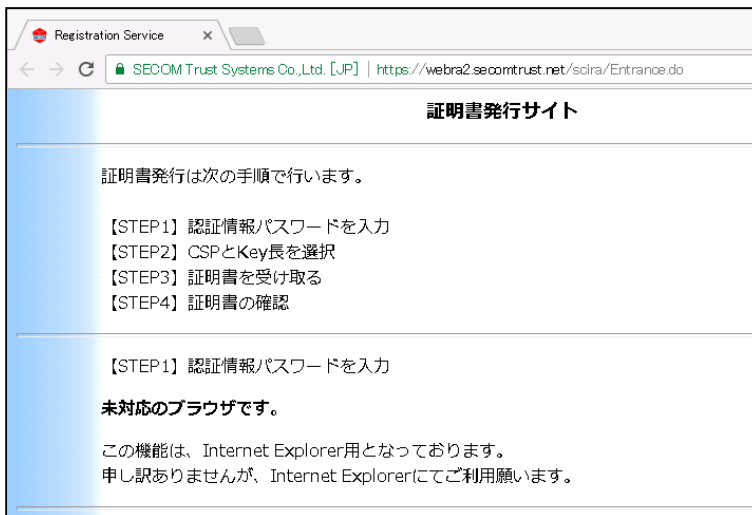 Registration Service
SECOM Trust Systems Co.,Ltd. [JP] | https://webra2.secomtrust.net/scira/Entrance.do
証明書発行サイト
証明書発行は次の手順で行います。
【STEP1】認証情報パスワードを入力
【STEP2】CSPとKey長を選択
【STEP3】証明書を受け取る
【STEP4】証明書の確認
【STEP1】認証情報パスワードを入力
未対応のブラウザです。
この機能は、Internet Explorer用となっております。
申し訳ありませんが、Internet Explorerにてご利用願います。